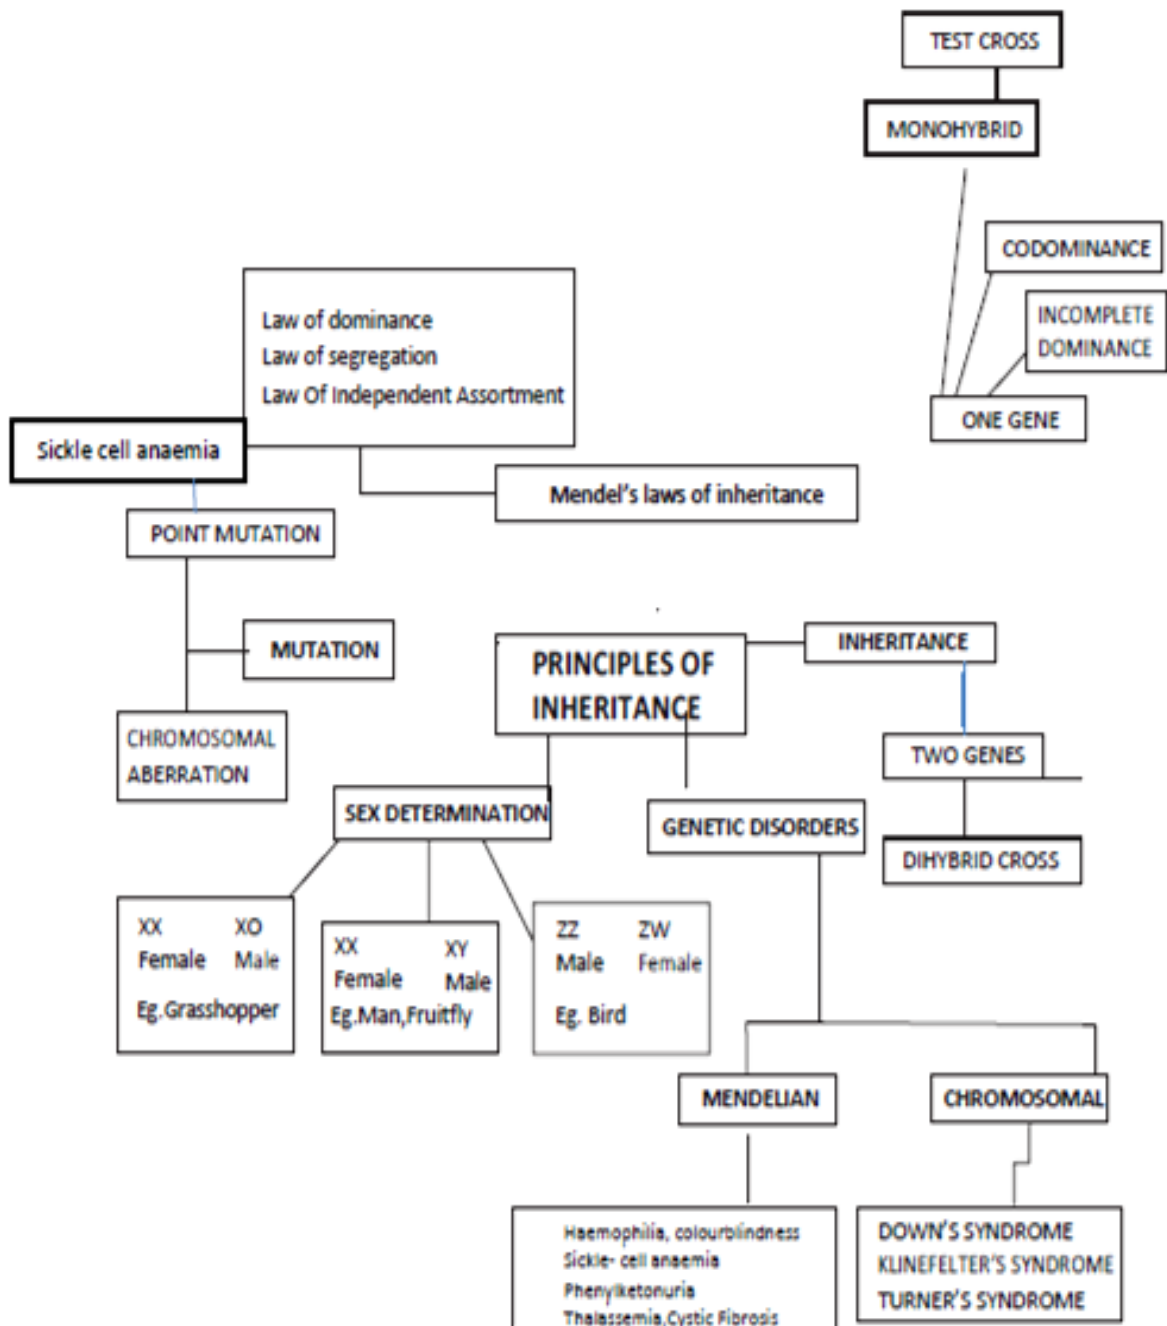 TEST CROSS
MONOHYBRID
CODOMINANCE
INCOMPLETE
DOMINANCE
ONE GENE
Law of dominance
Law of segregation
Law Of Independent Assortment
Sickle cell anaemia
Mendel's laws of inheritance
POINT MUTATION
MUTATION
CHROMOSOMAL
ABERRATION
PRINCIPLES OF
INHERITANCE
INHERITANCE
TWO GENES
DIHYBRID CROSS
SEX DETERMINATION
GENETIC DISORDERS
XX XO
Female Male
Eg.Grasshopper
XX XY
Female Male
Eg.Man,Fruitfly
ZZ ZW
Male Female
Eg. Bird
MENDELIAN
CHROMOSOMAL
Haemophilia, colourblindness
Sickle- cell anaemia
Phenylketonuria
Thalassemia,Cystic Fibrosis
DOWN'S SYNDROME
KLINEFELTER'S SYNDROME
TURNER'S SYNDROME